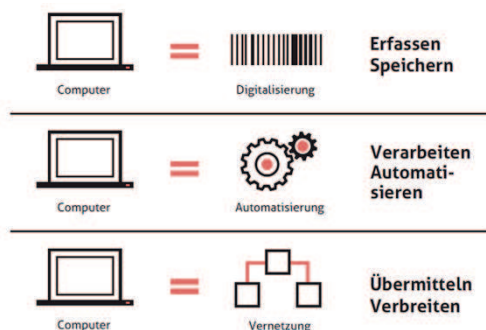 Erfassen
Speichern
Computer
Digitalisierung
Verarbeiten
Automati-
sieren
Computer
Automatisierung
Übermitteln
Verbreiten
Computer
Vernetzung